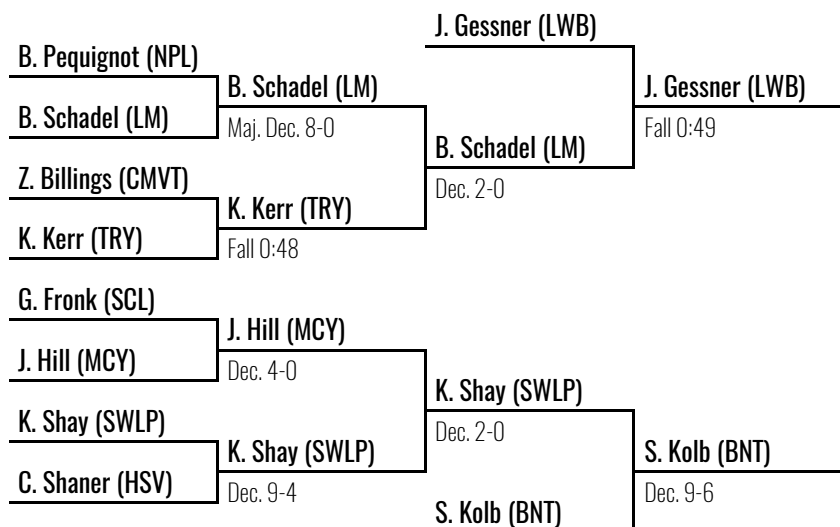 J. Gessner (LWB)
B. Pequignot (NPL)
B. Schadel (LM)
J. Gessner (LWB)
B. Schadel (LM)
Maj. Dec. 8-0
Fall 0:49
B. Schadel (LM)
Z. Billings (CMVT)
Dec. 2-0
K. Kerr (TRY)
K. Kerr (TRY)
Fall 0:48
G. Fronk (SCL)
J. Hill (MCY)
J. Hill (MCY)
Dec. 4-0
K. Shay (SWLP)
K. Shay (SWLP)
Dec. 2-0
K. Shay (SWLP)
S. Kolb (BNT)
C. Shaner (HSV)
Dec. 9-4
Dec. 9-6
S. Kolb (BNT)